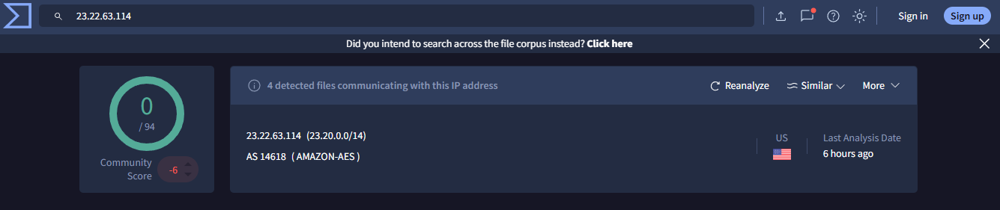 23.22.63.114
Sign in
Sign up
Did you intend to search across the file corpus instead? Click here
0
/ 94
Community
Score
-6
4 detected files communicating with this IP address
Reanalyze
Similar
More
23.22.63.114 (23.20.0.0/14)
AS 14618 ( AMAZON-AES )
US
Last Analysis Date
6 hours ago